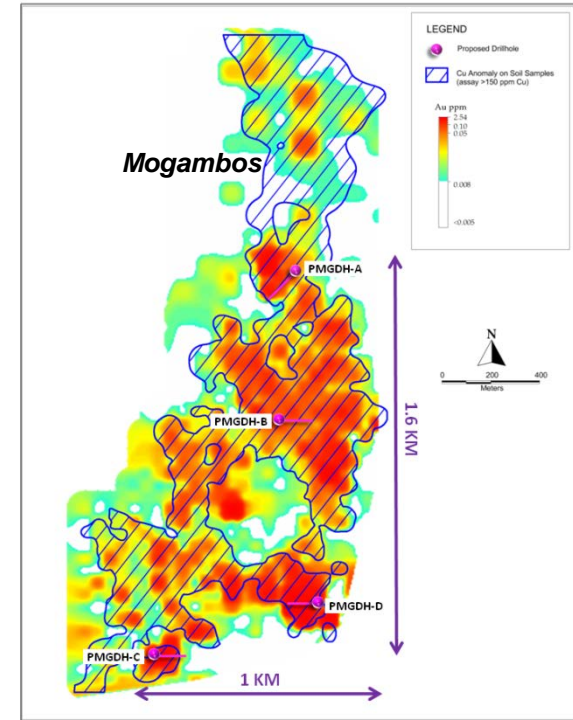 LEGEND
Proposed Drillhole
Cu Anomaly on Soil Samples
(assay >150 ppm Cu)
Au ppm
2.54
0.10
0.05
0.008
<0.005
Mogambos
PMGDH-A
N
0 200 400
Meters
PMGDH-B
1.6 KM
PMGDH-D
PMGDH-C
1 KM